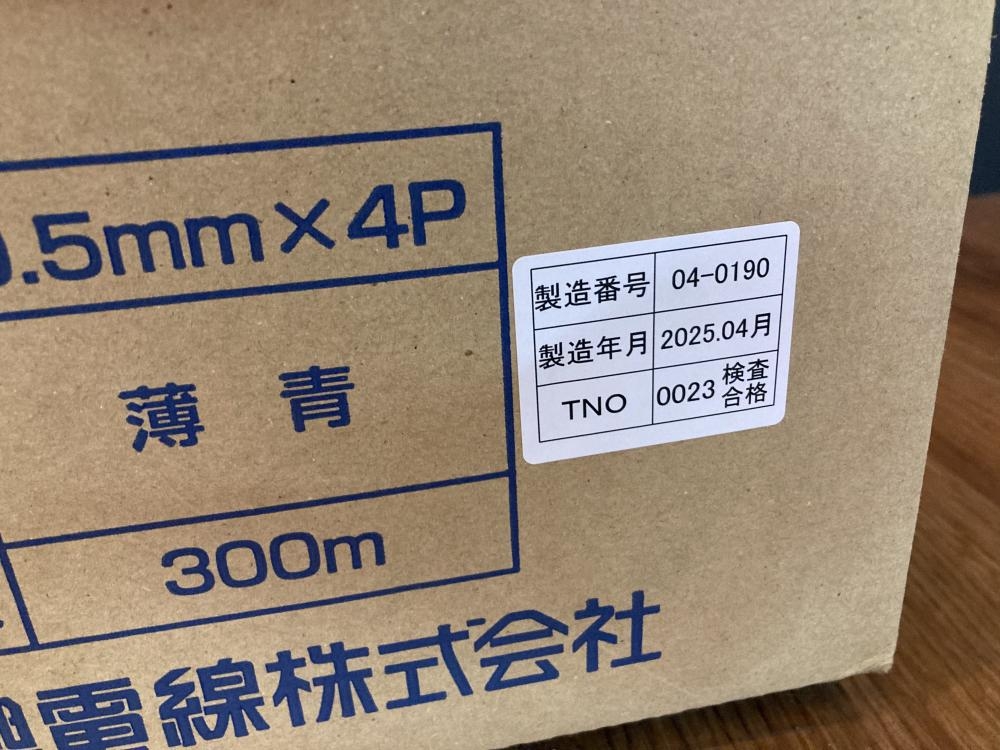 .5mm×4P
薄 青
300m
電線株式会社
製造番号 04-0190
製造年月 2025.04月
TNO 0023 検査合格